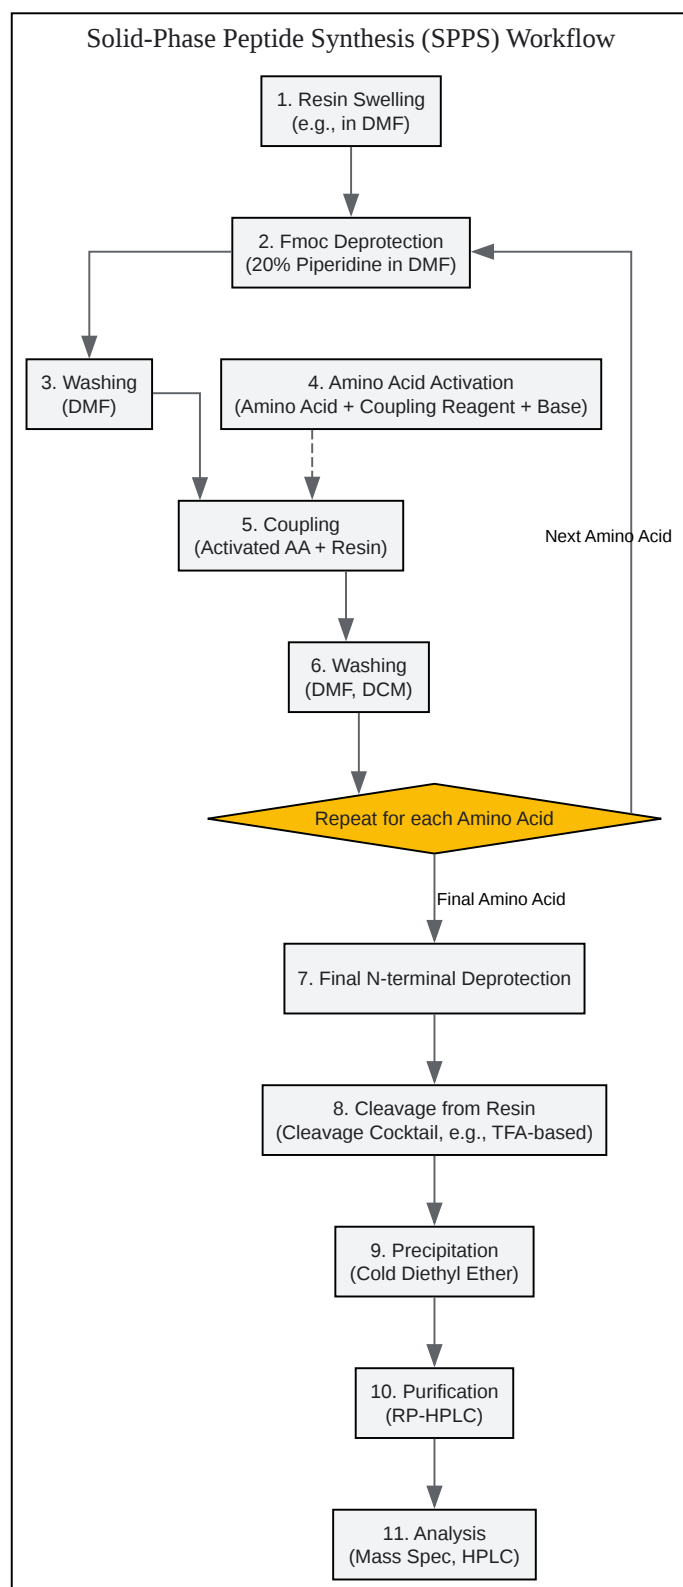 Solid-Phase Peptide Synthesis (SPPS) Workflow
1. Resin Swelling
(e.g., in DMF)
2. Fmoc Deprotection
(20% Piperidine in DMF)
3. Washing
(DMF)
4. Amino Acid Activation
(Amino Acid + Coupling Reagent + Base)
5. Coupling
(Activated AA + Resin)
Next Amino Acid
6. Washing
(DMF, DCM)
Repeat for each Amino Acid
Final Amino Acid
7. Final N-terminal Deprotection
8. Cleavage from Resin
(Cleavage Cocktail, e.g., TFA-based)
9. Precipitation
(Cold Diethyl Ether)
10. Purification
(RP-HPLC)
11. Analysis
(Mass Spec, HPLC)